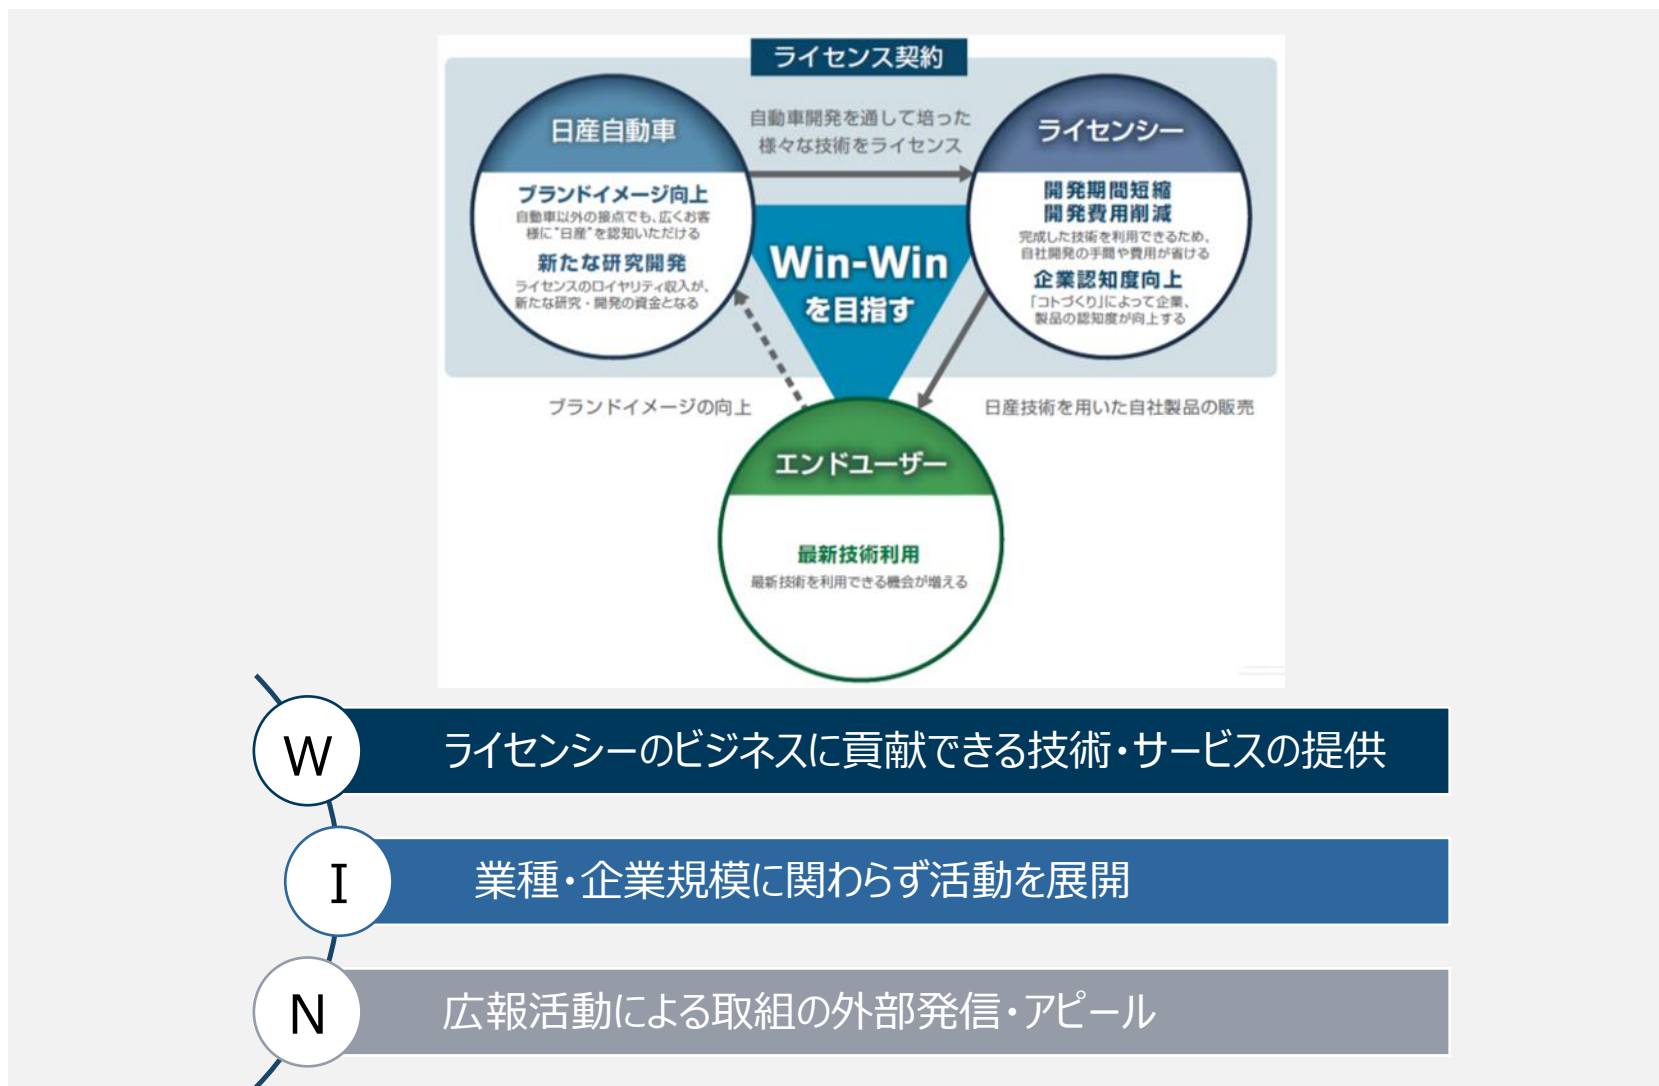 ライセンス契約
日産自動車
ブランドイメージ向上
自動車以外の接点でも、広くお客
様に"日産"を認知いただける
新たな研究開発
ライセンスのロイヤリティ収入が、
新たな研究・開発の資金となる
自動車開発を通して培った
様々な技術をライセンス
ライセンシー
開発期間短縮
開発費用削減
完成した技術を利用できるため、
自社開発の手間や費用が省ける
企業認知度向上
「コトづくり」によって企業、
製品の認知度が向上する
Win-Win
を目指す
ブランドイメージの向上
日産技術を用いた自社製品の販売
エンドユーザー
最新技術利用
最新技術を利用できる機会が増える
W
ライセンシーのビジネスに貢献できる技術・サービスの提供
I
業種・企業規模に関わらず活動を展開
N
広報活動による取組の外部発信・アピール